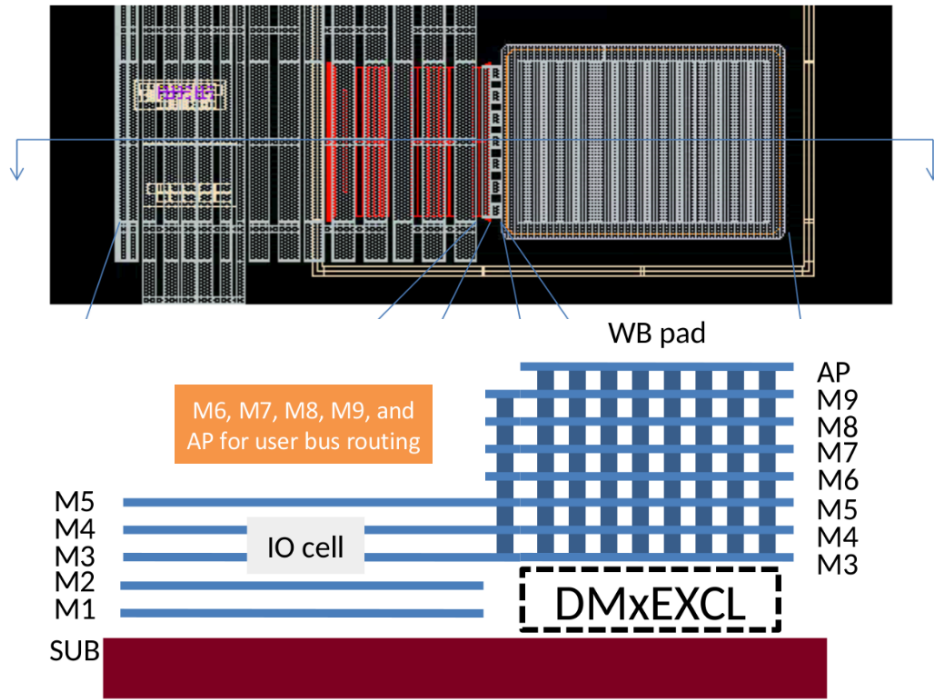 WB pad
AP
M9
M8
M7
M6
M5
M4
M3
M6, M7, M8, M9, and
AP for user bus routing
M5
M4
M3
M2
M1
IO cell
DMxEXCL
SUB